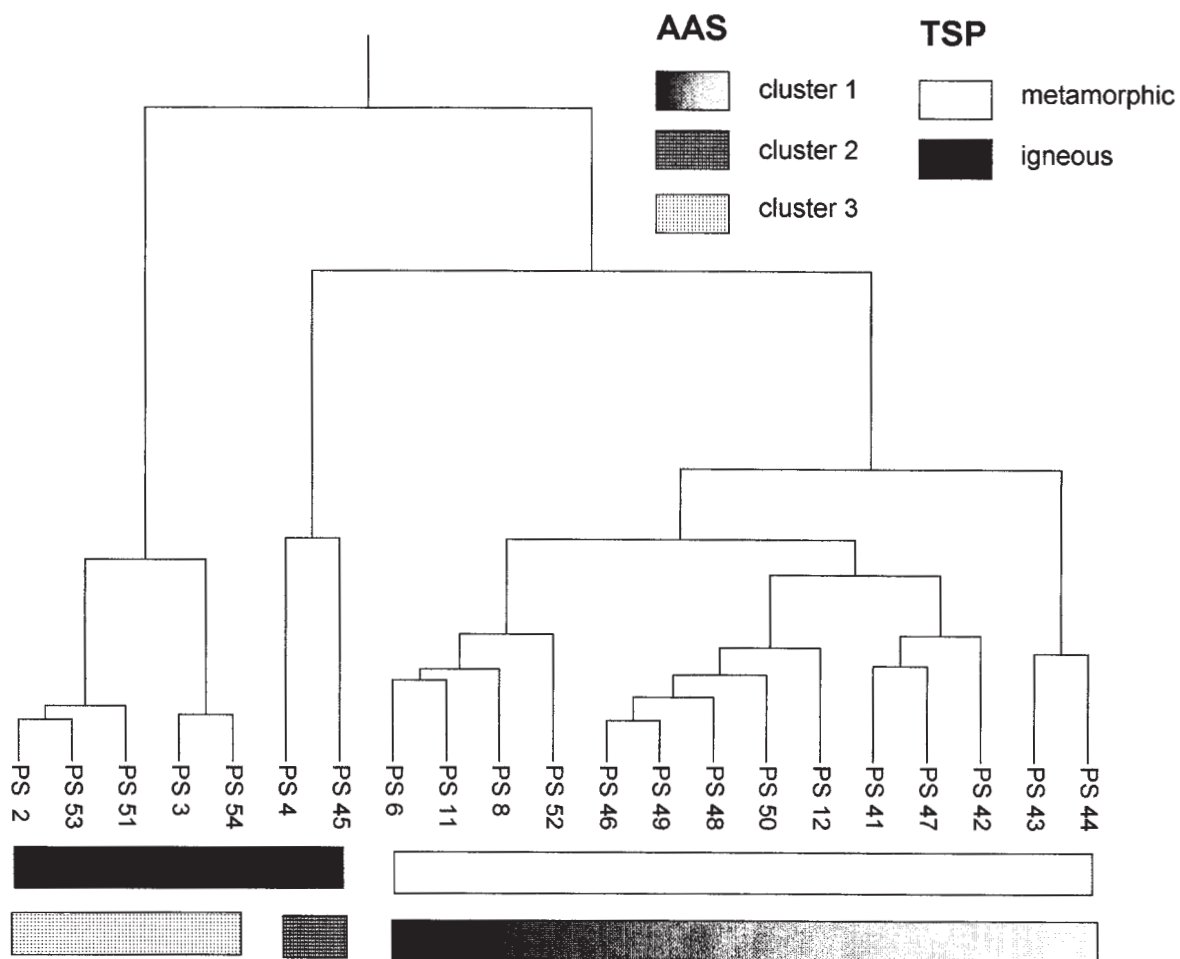 AAS
TSP
cluster 1
metamorphic
cluster 2
igneous
cluster 3
PS 2
PS 53
PS 51
PS 3
PS 54
PS 4
PS 45
PS 6
PS 11
PS 8
PS 52
PS 46
PS 49
PS 48
PS 50
PS 12
PS 41
PS 47
PS 42
PS 43
PS 44